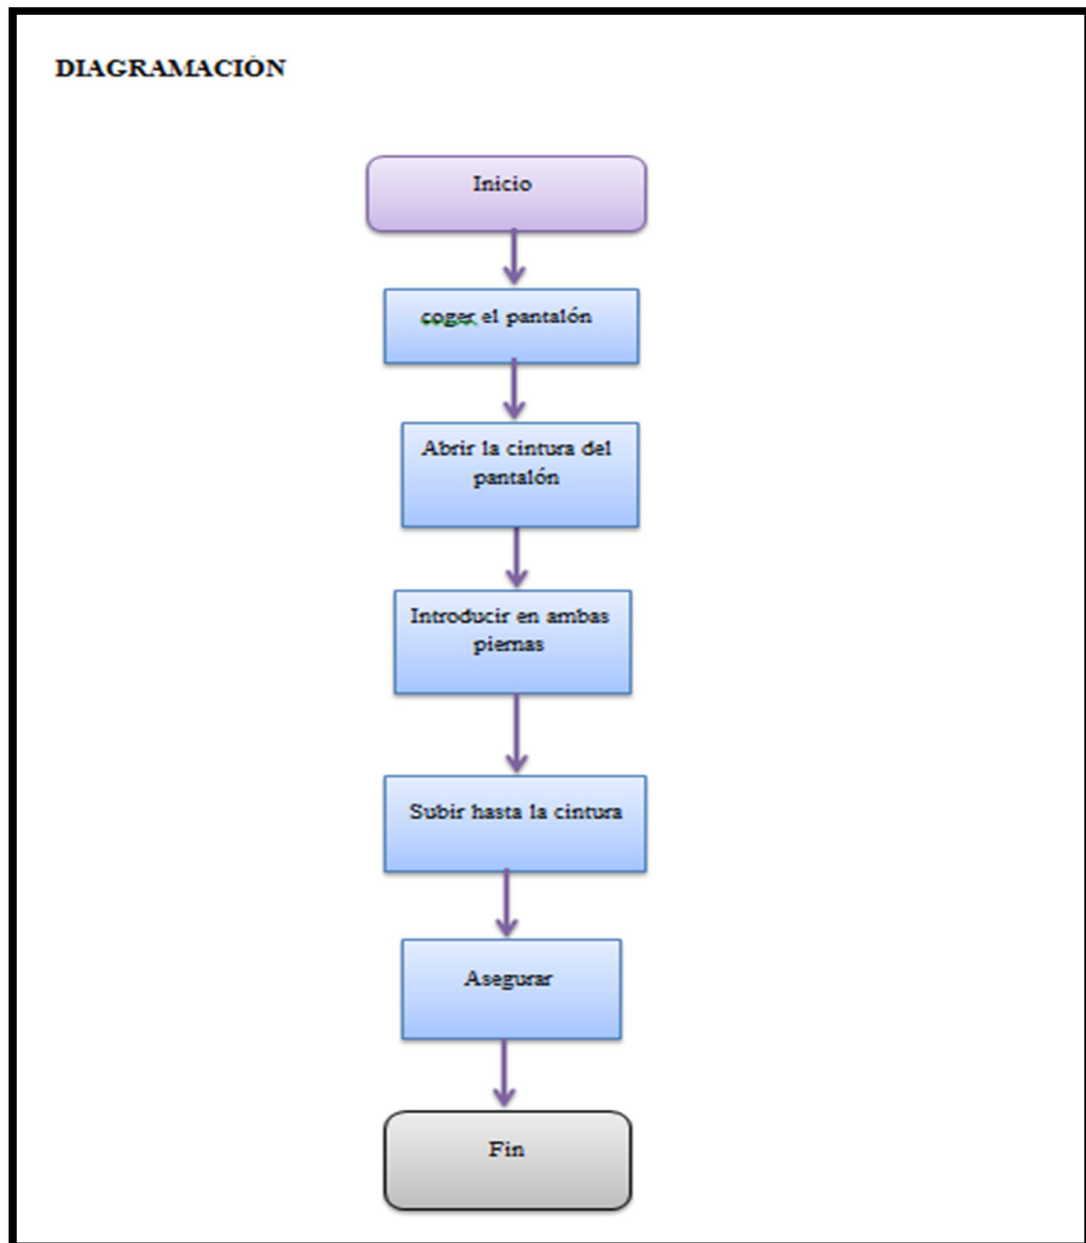 DIAGRAMACIÓN
Inicio
coger el pantalón
Abrir la cintura del
pantalón
Introducir en ambas
piernas
Subir hasta la cintura
Asegurar
Fin